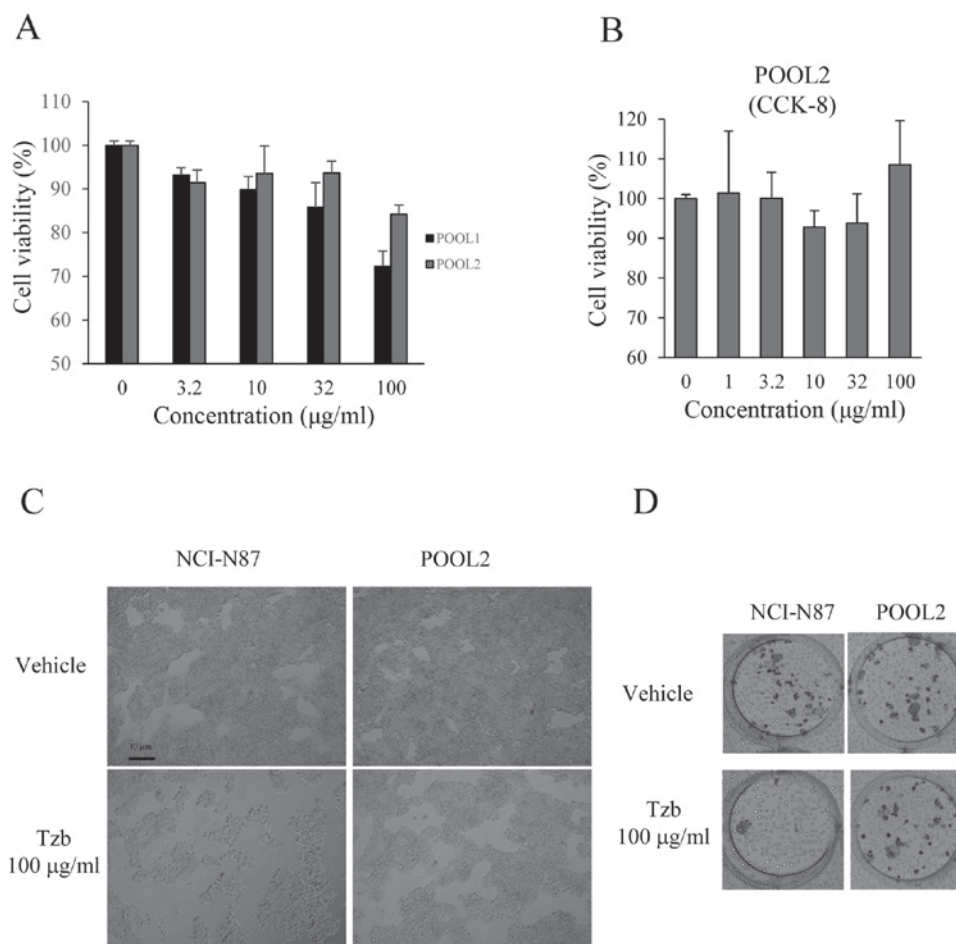 A
110
100
90
80
70
60
50
Cell viability (%)
0 3.2 10 32 100
Concentration (μg/ml)
POOL1
POOL2
B
POOL2
(CCK-8)
120
110
100
90
80
70
60
Cell viability (%)
0 1 3.2 10 32 100
Concentration (μg/ml)
C
NCI-N87 POOL2
Vehicle
10 μm
Tzb
100 μg/ml
D
NCI-N87 POOL2
Vehicle
Tzb
100 μg/ml